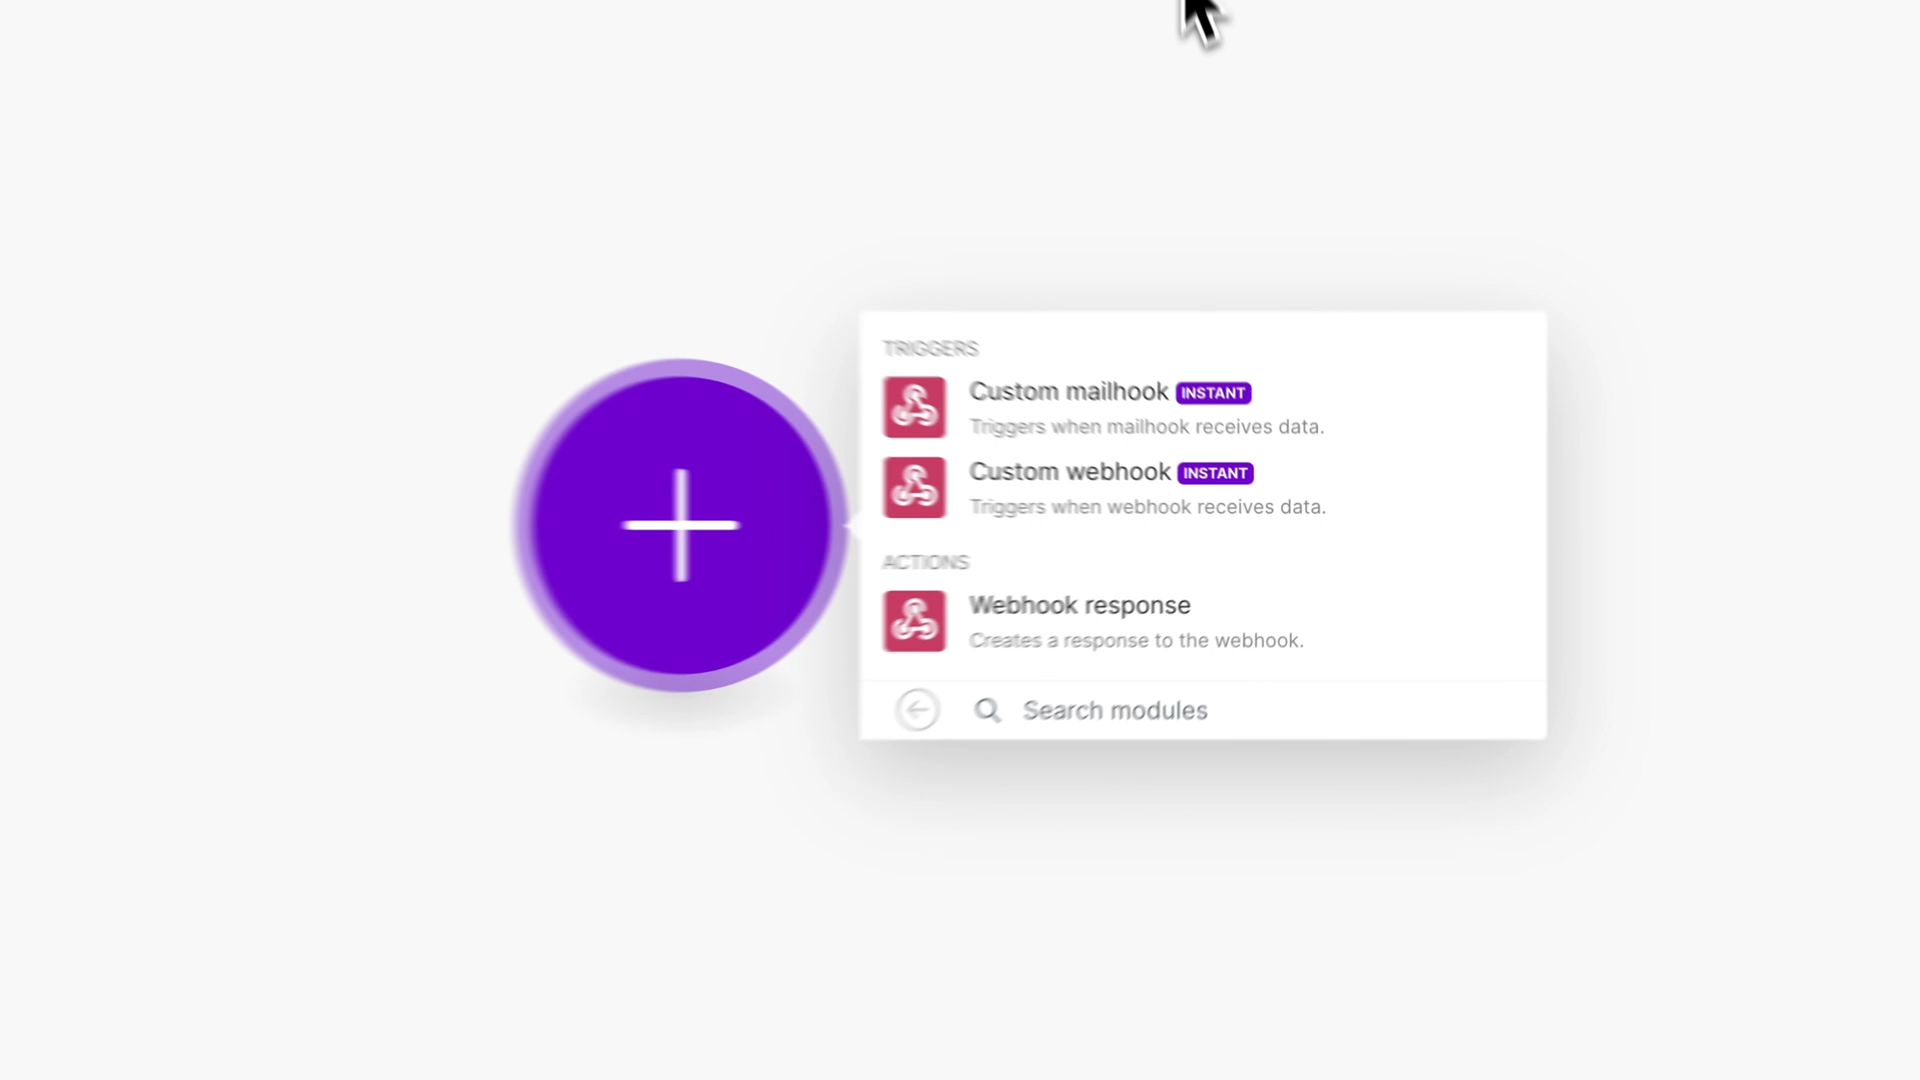 TRIGGERS
Custom mailhook INSTANT
Triggers when mailhook receives data.
Custom webhook INSTANT
Triggers when webhook receives data.
ACTIONS
Webhook response
Creates a response to the webhook.
Search modules